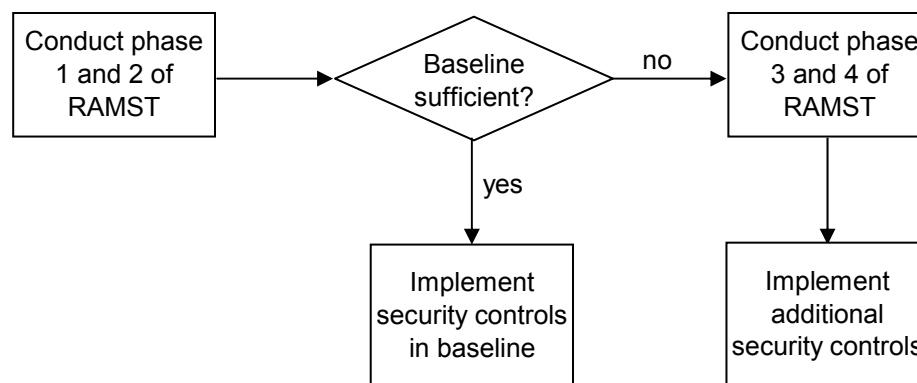 Conduct phase
1 and 2 of
RAMST
Baseline
sufficient?
no
Conduct phase
3 and 4 of
RAMST
yes
Implement
security controls
in baseline
Implement
additional
security controls